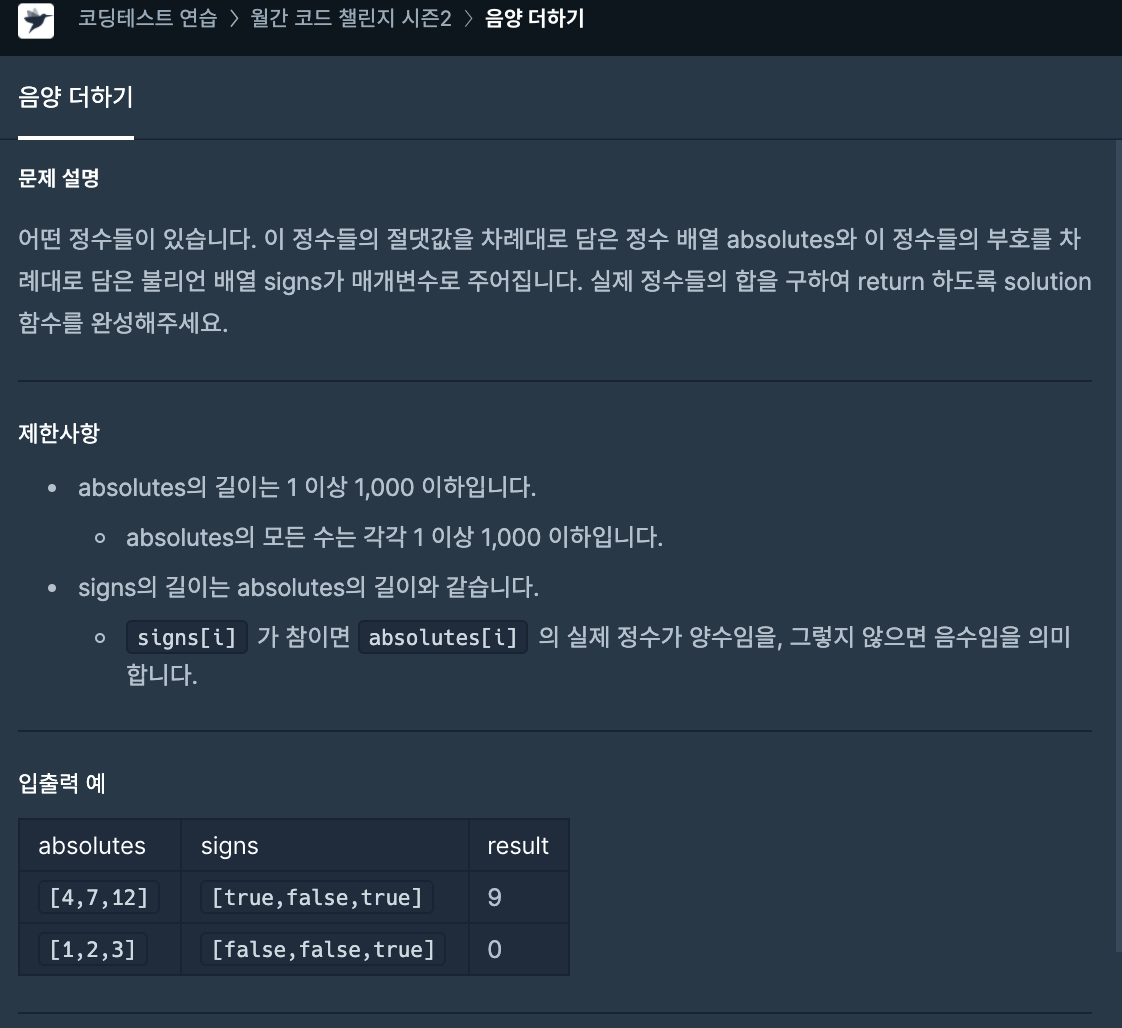 코딩테스트 연습 > 월간 코드 챌린지 시즌2 > 음양 더하기
음양 더하기
문제 설명
어떤 정수들이 있습니다. 이 정수들의 절댓값을 차례대로 담은 정수 배열 absolutes와 이 정수들의 부호를 차
례대로 담은 불리언 배열 signs가 매개변수로 주어집니다. 실제 정수들의 합을 구하여 return 하도록 solution
함수를 완성해주세요.
제한사항
• absolutes의 길이는 1 이상 1,000 이하입니다.
◦ absolutes의 모든 수는 각각 1 이상 1,000 이하입니다.
• signs의 길이는 absolutes의 길이와 같습니다.
◦ signs[i] 가 참이면 absolutes[i] 의 실제 정수가 양수임을, 그렇지 않으면 음수임을 의미
합니다.
입출력 예
absolutes signs result
[4,7,12] [true,false,true] 9
[1,2,3] [false,false,true] 0